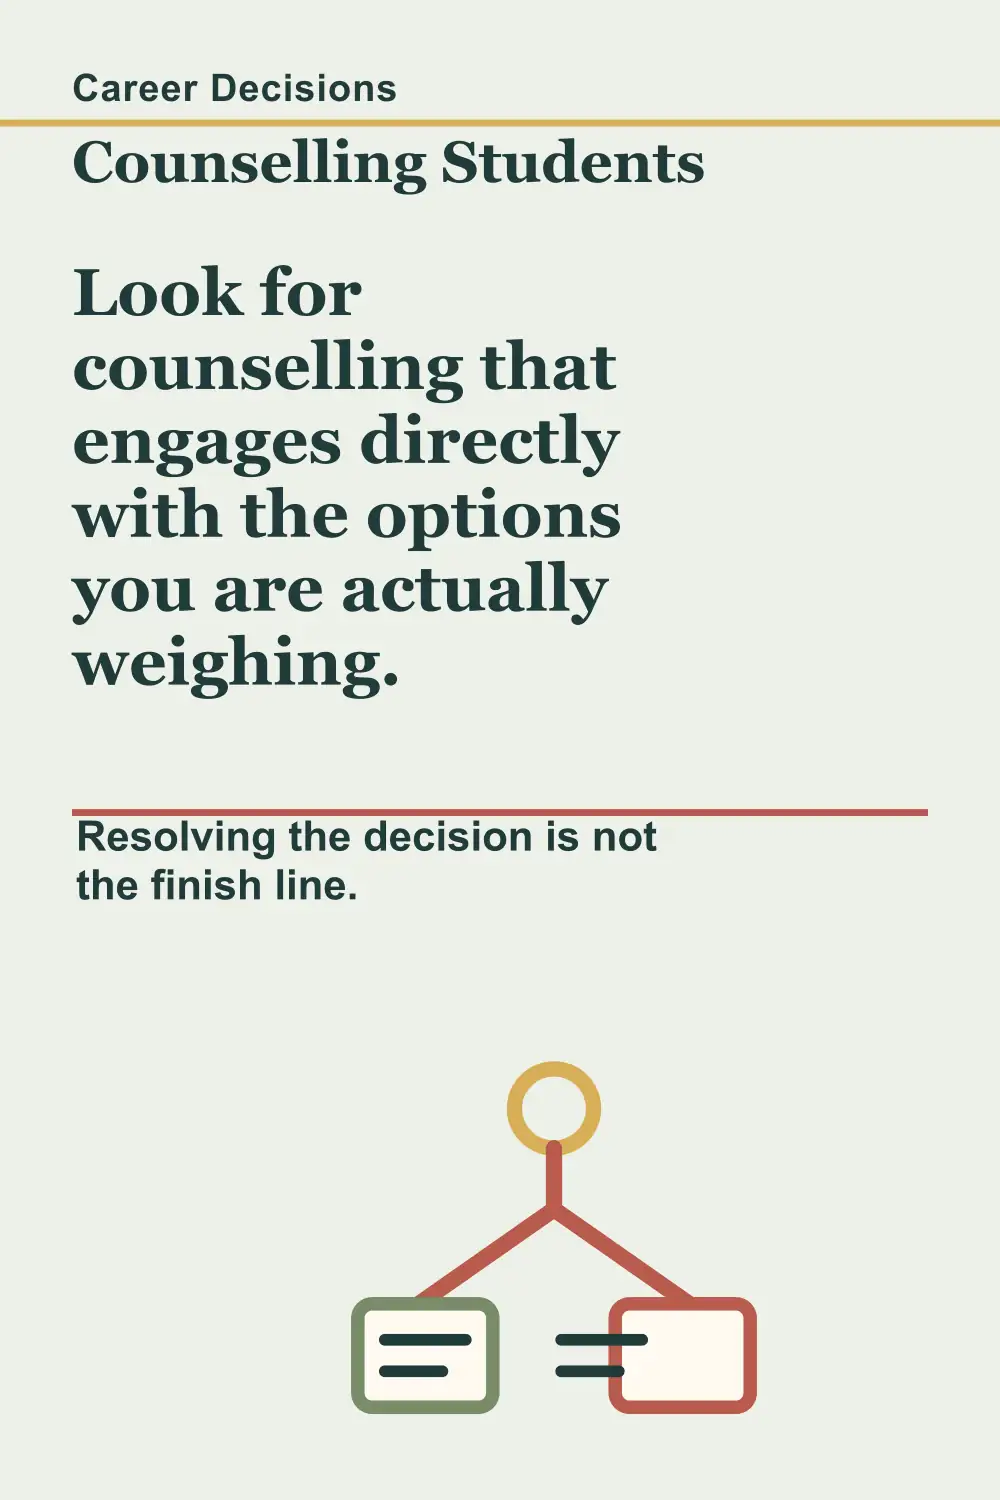 Career Decisions
Counselling Students
Look for
counselling that
engages directly
with the options
you are actually
weighing.
Resolving the decision is not
the finish line.